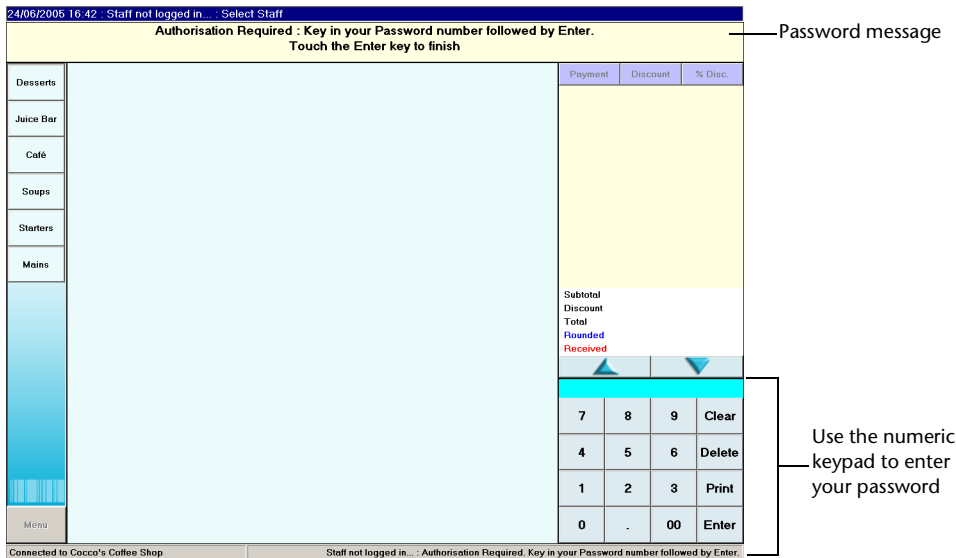 24/06/2005 16:42 : Staff not logged in... : Select Staff
Authorisation Required : Key in your Password number followed by Enter.
Touch the Enter key to finish
Password message
Desserts
Juice Bar
Café
Soups
Starters
Mains
Menu
Payment Discount % Disc.
Subtotal
Discount
Total
Rounded
Received
7 8 9 Clear
4 5 6 Delete
1 2 3 Print
0 . 00 Enter
Use the numeric
keypad to enter
your password
Connected to Cocco's Coffee Shop Staff not logged in... : Authorisation Required. Key in your Password number followed by Enter.